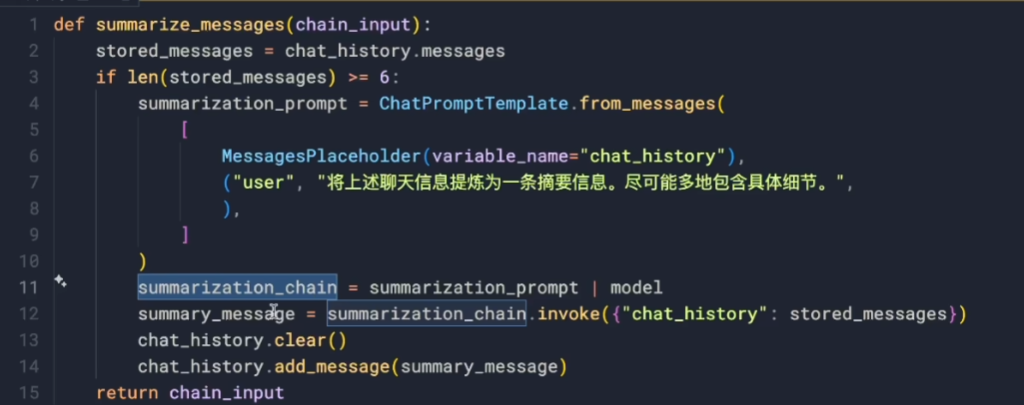 1 def summarize_messages(chain_input):
2     stored_messages = chat_history.messages
3     if len(stored_messages) >= 6:
4         summarization_prompt = ChatPromptTemplate.from_messages(
5             [
6                 MessagesPlaceholder(variable_name="chat_history"),
7                 ("user", "将上述聊天信息提炼为一条摘要信息。尽可能多地包含具体细节。",
8                 ),
9             ]
10         )
11         summarization_chain = summarization_prompt | model
12         summary_message = summarization_chain.invoke({"chat_history": stored_messages})
13         chat_history.clear()
14         chat_history.add_message(summary_message)
15     return chain_input